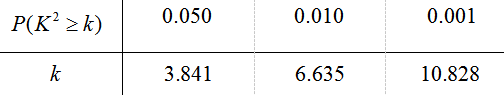 P(K² ≥ k) 0.050 0.010 0.001
k 3.841 6.635 10.828